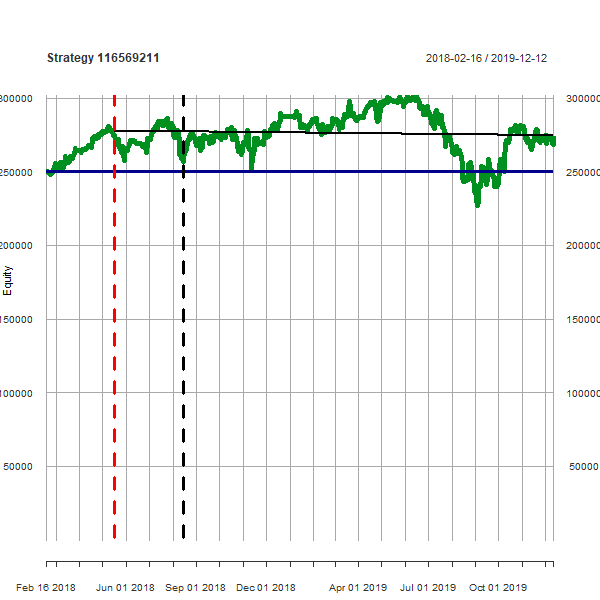 Strategy 116569211
2018-02-16 / 2019-12-12
300000 300000
250000 250000
200000 200000
Equity
150000 150000
100000 100000
50000 50000
Feb 16 2018 Jun 01 2018 Sep 01 2018 Dec 01 2018 Apr 01 2019 Jul 01 2019 Oct 01 2019